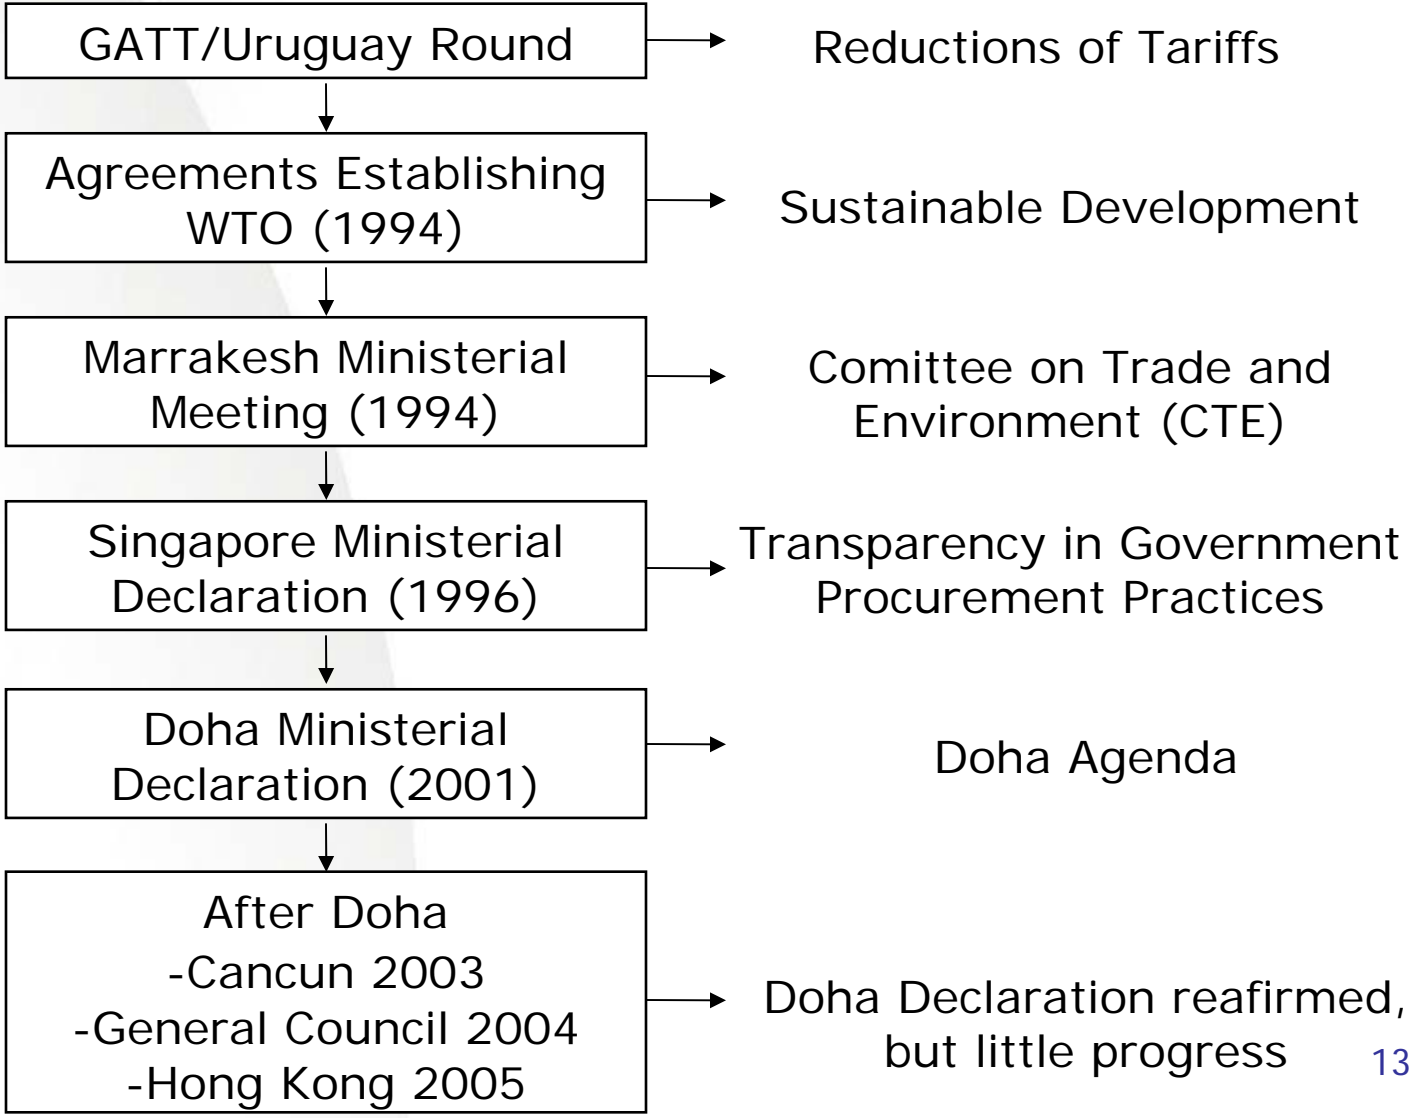 GATT/Uruguay Round
Reductions of Tariffs
Agreements Establishing
WTO (1994)
Sustainable Development
Marrakesh Ministerial
Meeting (1994)
Comittee on Trade and
Environment (CTE)
Singapore Ministerial
Declaration (1996)
Transparency in Government
Procurement Practices
Doha Ministerial
Declaration (2001)
Doha Agenda
After Doha
-Cancun 2003
-General Council 2004
-Hong Kong 2005
Doha Declaration reafirmed,
but little progress
13